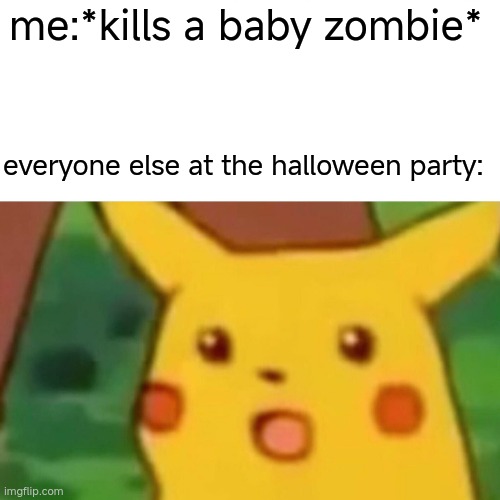 me:*kills a baby zombie*
everyone else at the halloween party:
imgflip.com